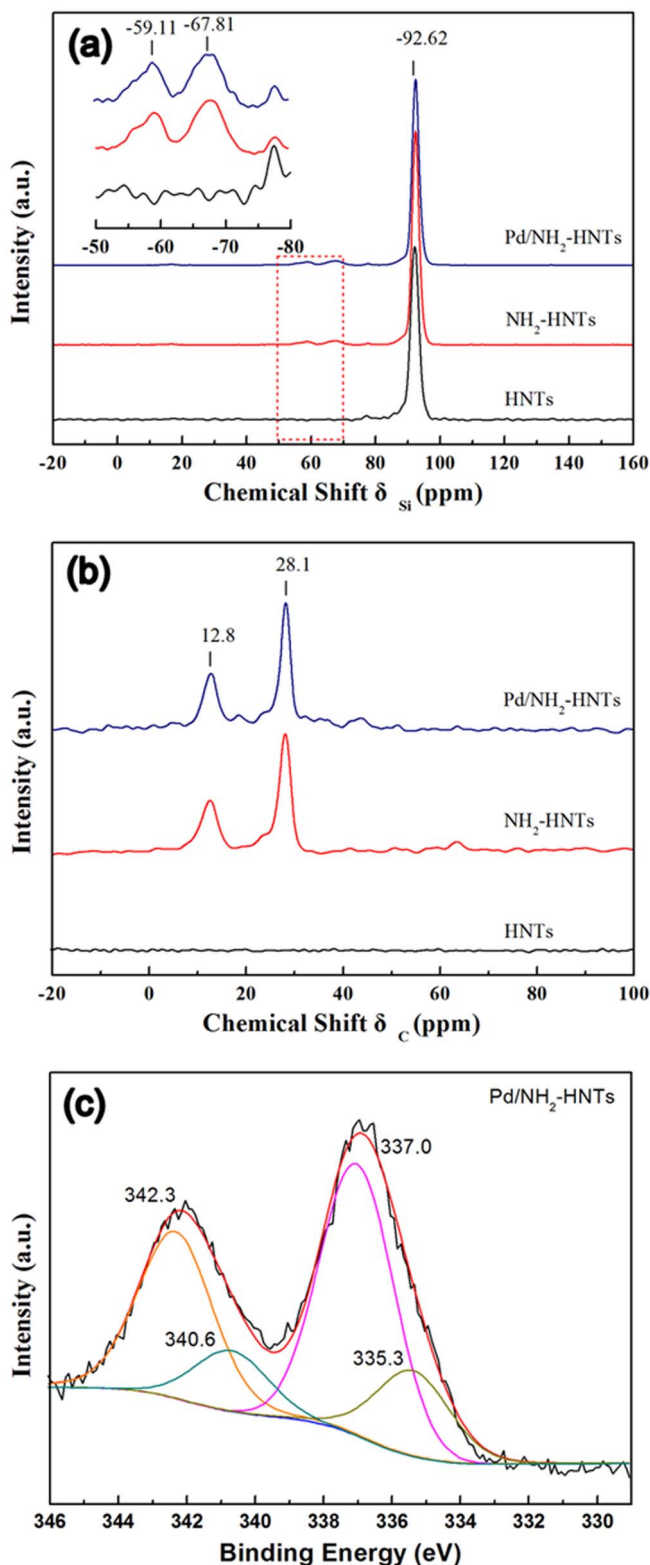 (a)
-59.11 -67.81
-92.62
-50 -60 -70 -80
Pd/NH2-HNTs
NH2-HNTs
HNTs
Intensity (a.u.)
-20 0 20 40 60 80 100 120 140 160
Chemical Shift δ Si (ppm)
(b)
28.1
12.8
Pd/NH2-HNTs
NH2-HNTs
HNTs
Intensity (a.u.)
-20 0 20 40 60 80 100
Chemical Shift δ C (ppm)
(c)
Pd/NH2-HNTs
337.0
342.3
340.6
335.3
Intensity (a.u.)
346 344 342 340 338 336 334 332 330
Binding Energy (eV)